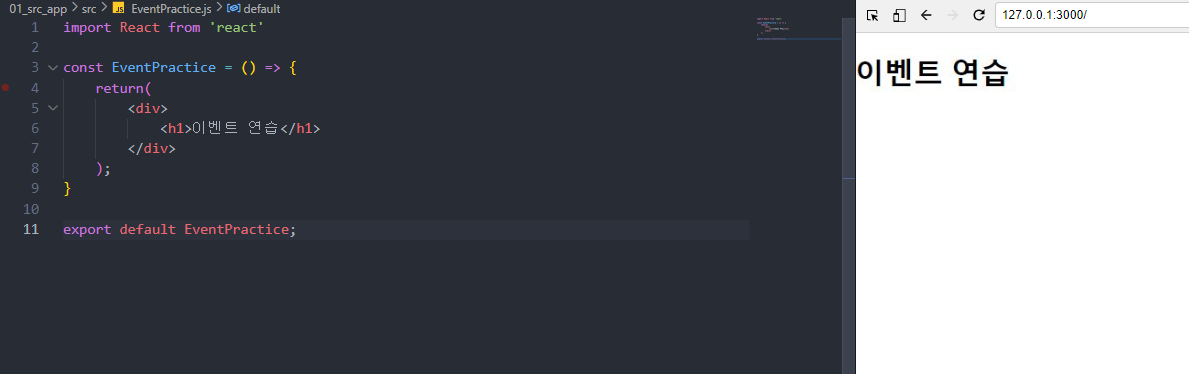 01_src_app > src > JS EventPractice.js > default
1 import React from 'react'
2
3 const EventPractice = () => {
4 return(
5 <div>
6 <h1>이벤트 연습</h1>
7 </div>
8 );
9 }
10
11 export default EventPractice;
127.0.0.1:3000/
이벤트 연습